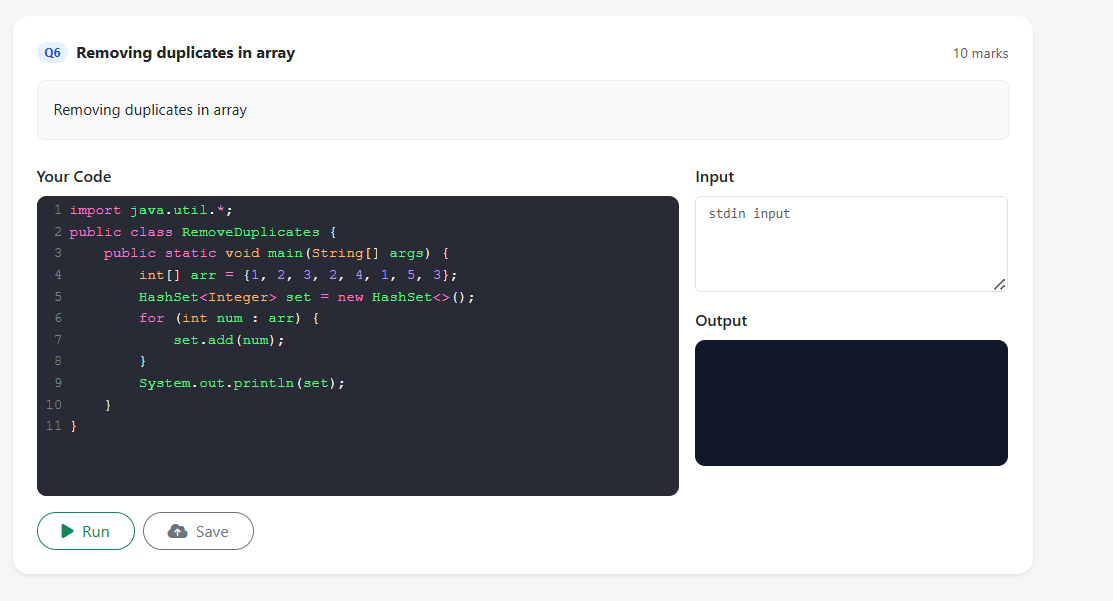 Q6 Removing duplicates in array
10 marks
Removing duplicates in array
Your Code
1 import java.util.*;
2 public class RemoveDuplicates {
3     public static void main(String[] args) {
4         int[] arr = {1, 2, 3, 2, 4, 1, 5, 3};
5         HashSet<Integer> set = new HashSet<>();
6         for (int num : arr) {
7             set.add(num);
8         }
9         System.out.println(set);
10     }
11 }
Run
Save
Input
stdin input
Output